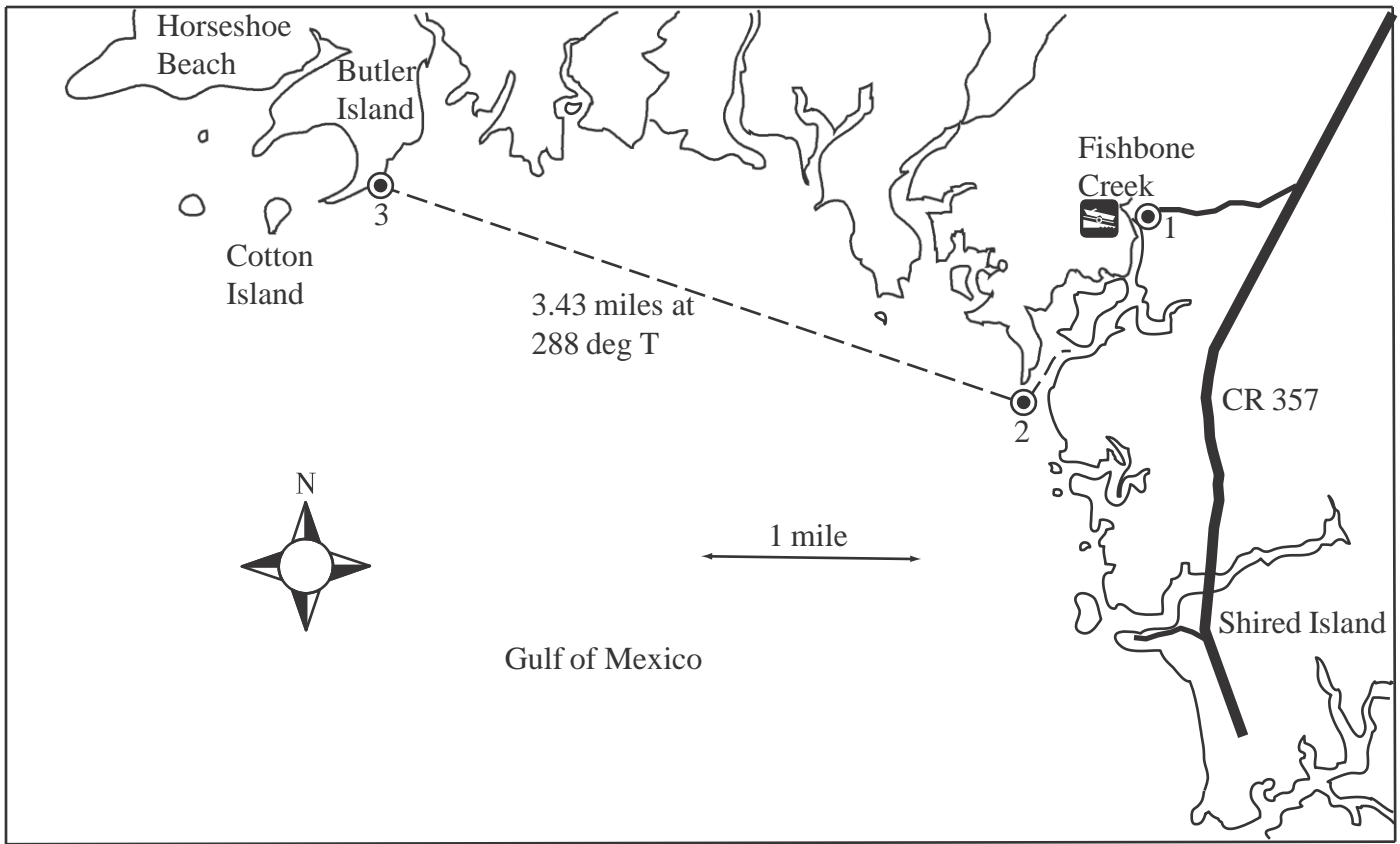 Horseshoe
Beach
Butler
Island
Fishbone
Creek
1
3
Cotton
Island
3.43 miles at
288 deg T
CR 357
2
N
1 mile
Shired Island
Gulf of Mexico